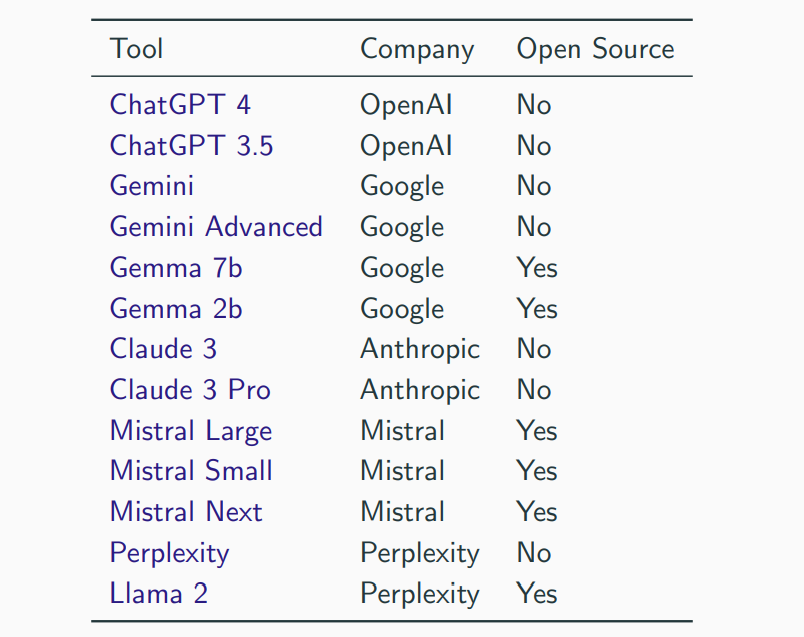 Tool Company Open Source
ChatGPT 4 OpenAI No
ChatGPT 3.5 OpenAI No
Gemini Google No
Gemini Advanced Google No
Gemma 7b Google Yes
Gemma 2b Google Yes
Claude 3 Anthropic No
Claude 3 Pro Anthropic No
Mistral Large Mistral Yes
Mistral Small Mistral Yes
Mistral Next Mistral Yes
Perplexity Perplexity No
Llama 2 Perplexity Yes